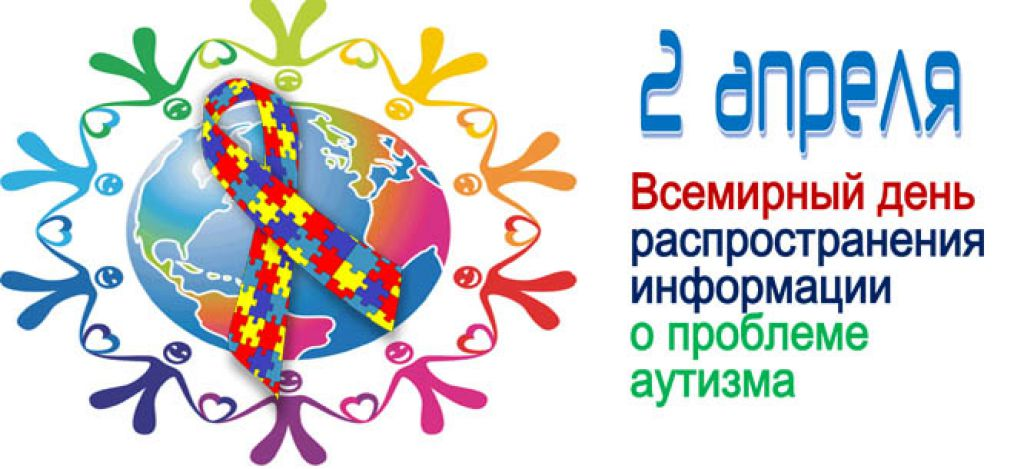 2 апреля
Всемирный день
распространения
информации
о проблеме
аутизма